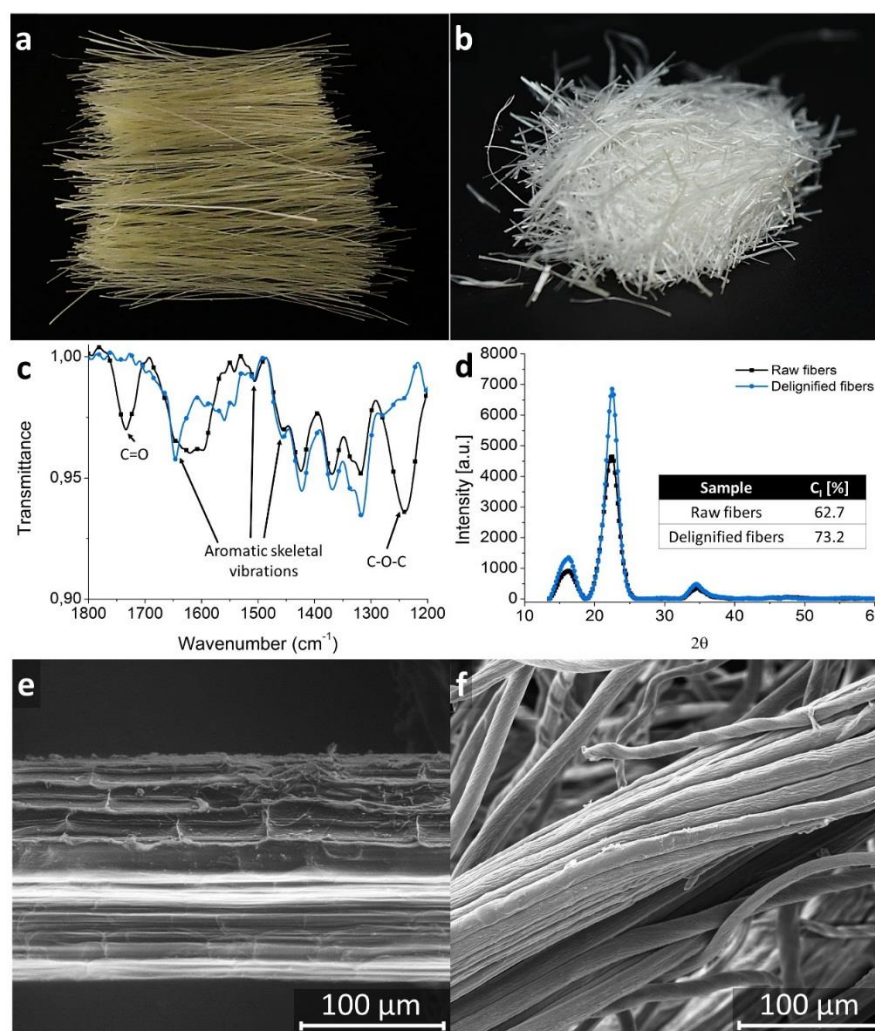 a
b
c
1,00
0,95
0,90
Transmittance
C=O
Aromatic skeletal
vibrations
C-O-C
1800 1700 1600 1500 1400 1300 1200
Wavenumber (cm⁻¹)
d
8000
7000
6000
5000
4000
3000
2000
1000
0
Intensity [a.u.]
Raw fibers
Delignified fibers
Sample C_I [%]
Raw fibers 62.7
Delignified fibers 73.2
10 20 30 40 50 60
2θ
e
100 µm
f
100 µm